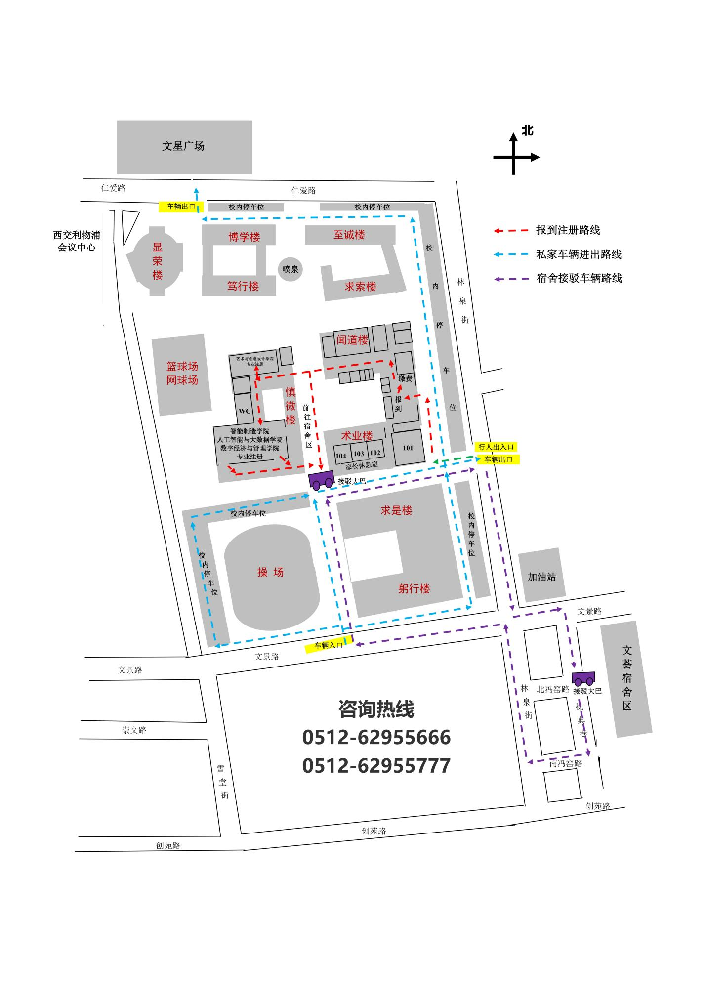 文星广场
北
仁爱路
仁爱路
车辆出口
校内停车位
校内停车位
西交利物浦
会议中心
显
荣
楼
博学楼
至诚楼
喷泉
笃行楼
求索楼
校
内
停
车
位
林
泉
街
报到注册路线
私家车辆进出路线
宿舍接驳车辆路线
篮球场
网球场
艺术与创意设计学院
专业注册
闻道楼
缴费
报
到
慎
微
楼
WC
前
往
宿
舍
区
智能制造学院
人工智能与大数据学院
数字经济与管理学院
专业注册
术业楼
104
103
102
101
家长休息室
行人出入口
车辆出口
接驳大巴
校内停车位
求是楼
校
内
停
车
位
校
内
停
车
位
操 场
躬行楼
加油站
文景路
车辆入口
文景路
文景路
文
荟
宿
舍
区
林
泉
街
北冯窑路
接驳大巴
枕
典
巷
南冯窑路
咨询热线
0512-62955666
0512-62955777
崇文路
雪
堂
街
创苑路
创苑路
创苑路